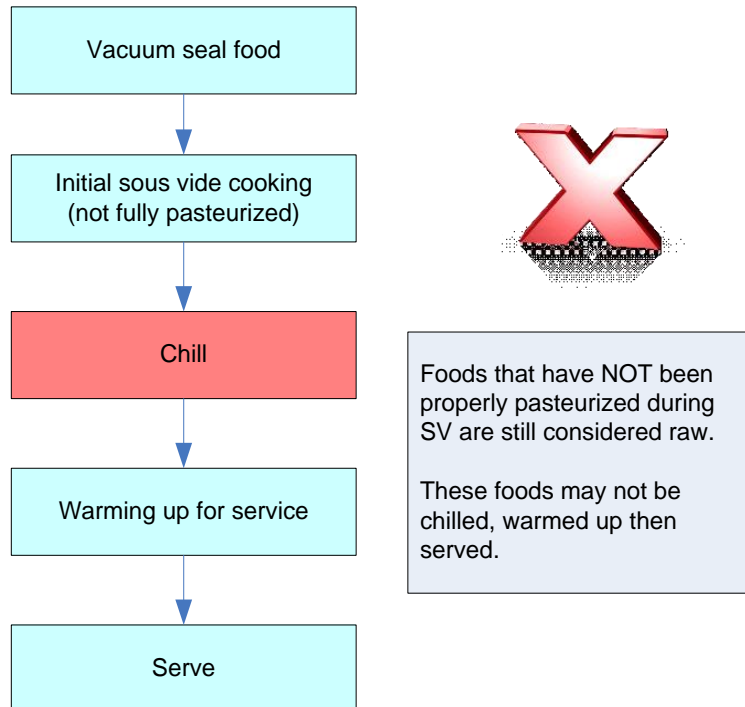 Vacuum seal food
Initial sous vide cooking
(not fully pasteurized)
Chill
Foods that have NOT been
properly pasteurized during
SV are still considered raw.
These foods may not be
chilled, warmed up then
served.
Warming up for service
Serve